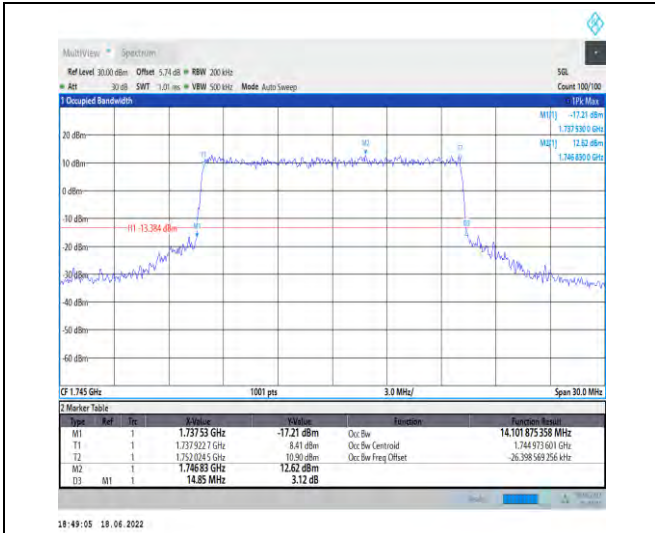 MultiView Spectrum
Ref Level 30.00 dBm Offset 5.74 dB RBW 200 kHz SGL
Att 30 dB SWT 1.01 ms VBW 500 kHz Mode Auto Sweep Count 100/100
1 Occupied Bandwidth 1Pk Max
M1[1] -17.21 dBm
1.737 530 0 GHz
M2[1] 12.62 dBm
1.746 830 0 GHz
20 dBm
M2
T1
10 dBm
0 dBm
-10 dBm
H1 -13.384 dBm M1
-30 dBm
-40 dBm
-50 dBm
-60 dBm
CF 1.745 GHz 1001 pts 3.0 MHz/ Span 30.0 MHz
2 Marker Table
Type Ref Trc X-Value Y-Value Function Function Result
M1 1 1.737 53 GHz -17.21 dBm Occ Bw 14.101 875 358 MHz
T1 1 1.737 922 7 GHz 8.41 dBm Occ Bw Centroid 1.744 973 601 GHz
T2 1 1.752 024 5 GHz 10.90 dBm Occ Bw Freq Offset -26.398 569 256 kHz
M2 1 1.746 83 GHz 12.62 dBm
D3 M1 1 14.85 MHz 3.12 dB
18:49:05 18.06.2022